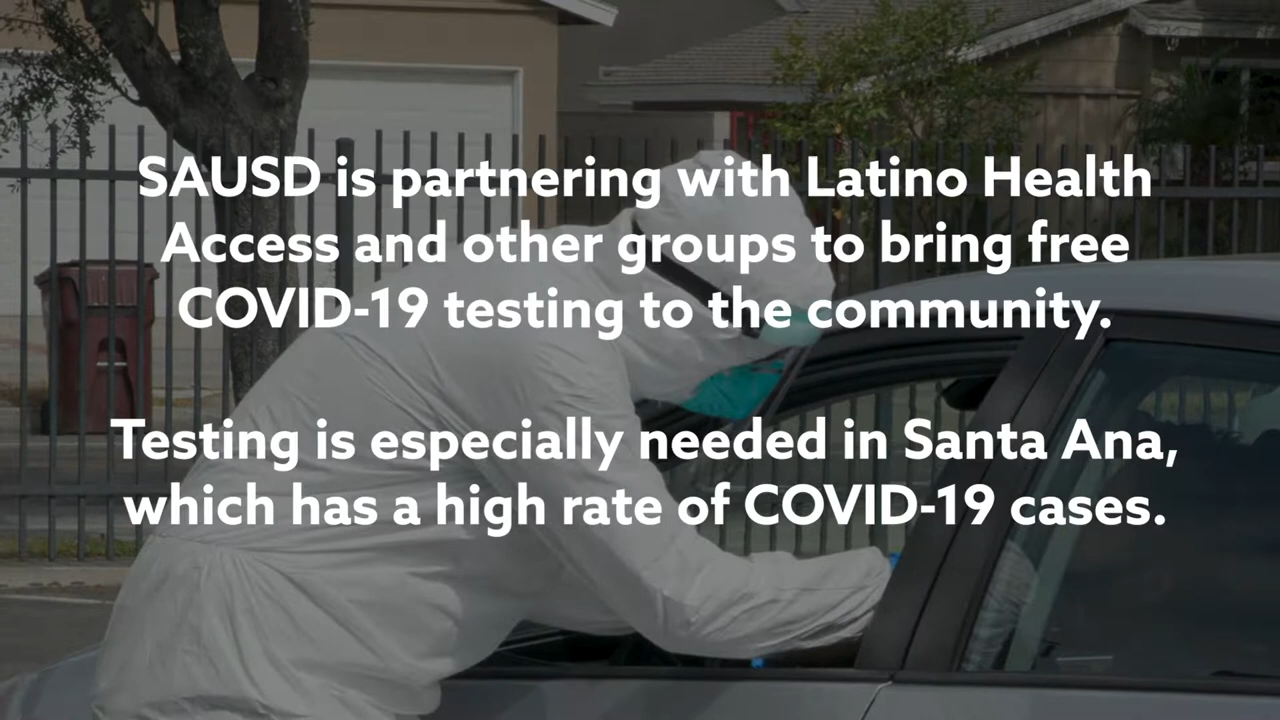 SAUSD is partnering with Latino Health
Access and other groups to bring free
COVID-19 testing to the community.
Testing is especially needed in Santa Ana,
which has a high rate of COVID-19 cases.